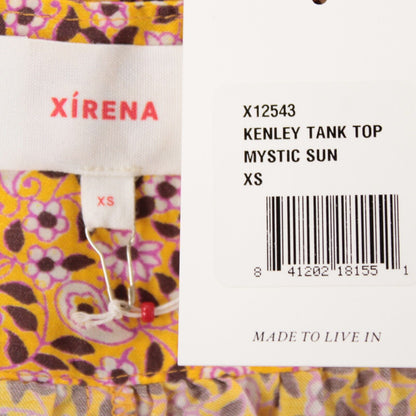 XÍRENA
XS
X12543
KENLEY TANK TOP
MYSTIC SUN
XS
8 41202 18155 1
MADE TO LIVE IN